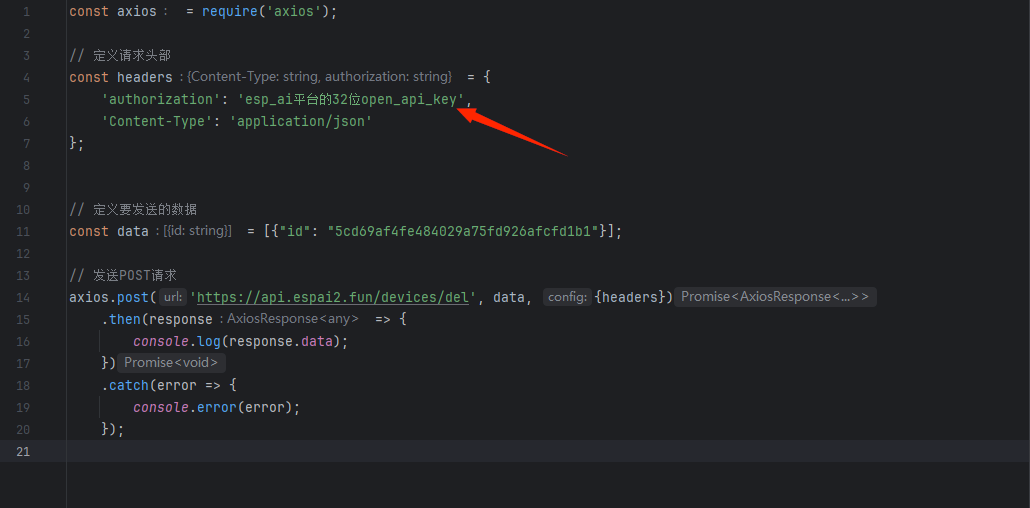 1 const axios : = require('axios');
2
3 // 定义请求头部
4 const headers : {Content-Type: string, authorization: string} = {
5 'authorization': 'esp_ai平台的32位open_api_key',
6 'Content-Type': 'application/json'
7 };
8
9
10 // 定义要发送的数据
11 const data : [{id: string}] = [{"id": "5cd69af4fe484029a75fd926afcfd1b1"}];
12
13 // 发送POST请求
14 axios.post( url: 'https://api.espai2.fun/devices/del', data, config: {headers}) Promise<AxiosResponse<...>>
15 .then(response : AxiosResponse<any> => {
16 console.log(response.data);
17 }) Promise<void>
18 .catch(error => {
19 console.error(error);
20 });
21